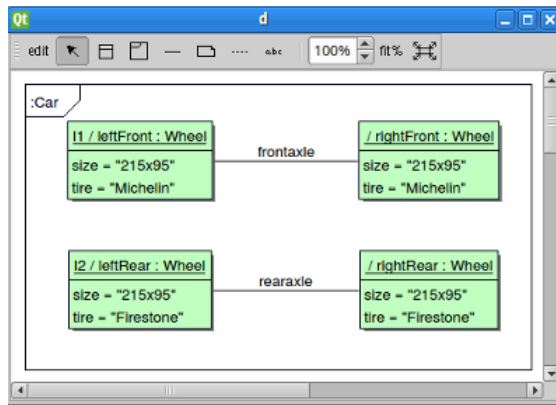 Qt d
edit abc 100% fit%
:Car
l1 / leftFront : Wheel
size = "215x95"
tire = "Michelin"
frontaxle
/ rightFront : Wheel
size = "215x95"
tire = "Michelin"
l2 / leftRear : Wheel
size = "215x95"
tire = "Firestone"
rearaxle
/ rightRear : Wheel
size = "215x95"
tire = "Firestone"